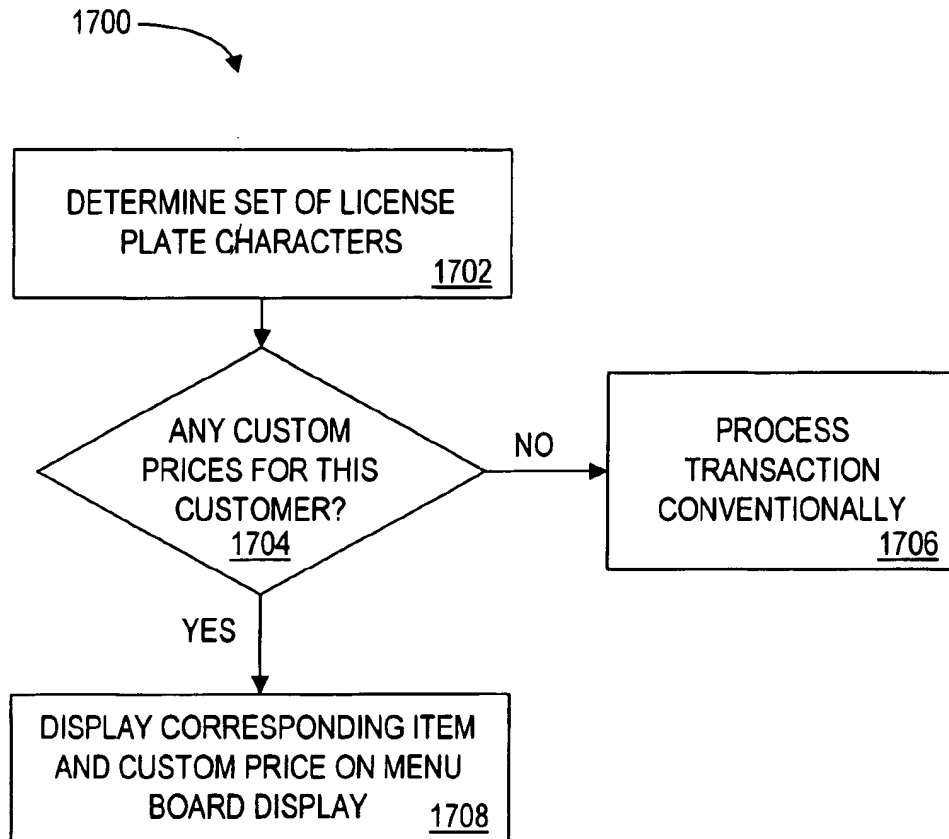 1700
DETERMINE SET OF LICENSE
PLATE CHARACTERS
1702
ANY CUSTOM
PRICES FOR THIS
CUSTOMER?
1704
NO
PROCESS
TRANSACTION
CONVENTIONALLY
1706
YES
DISPLAY CORRESPONDING ITEM
AND CUSTOM PRICE ON MENU
BOARD DISPLAY
1708